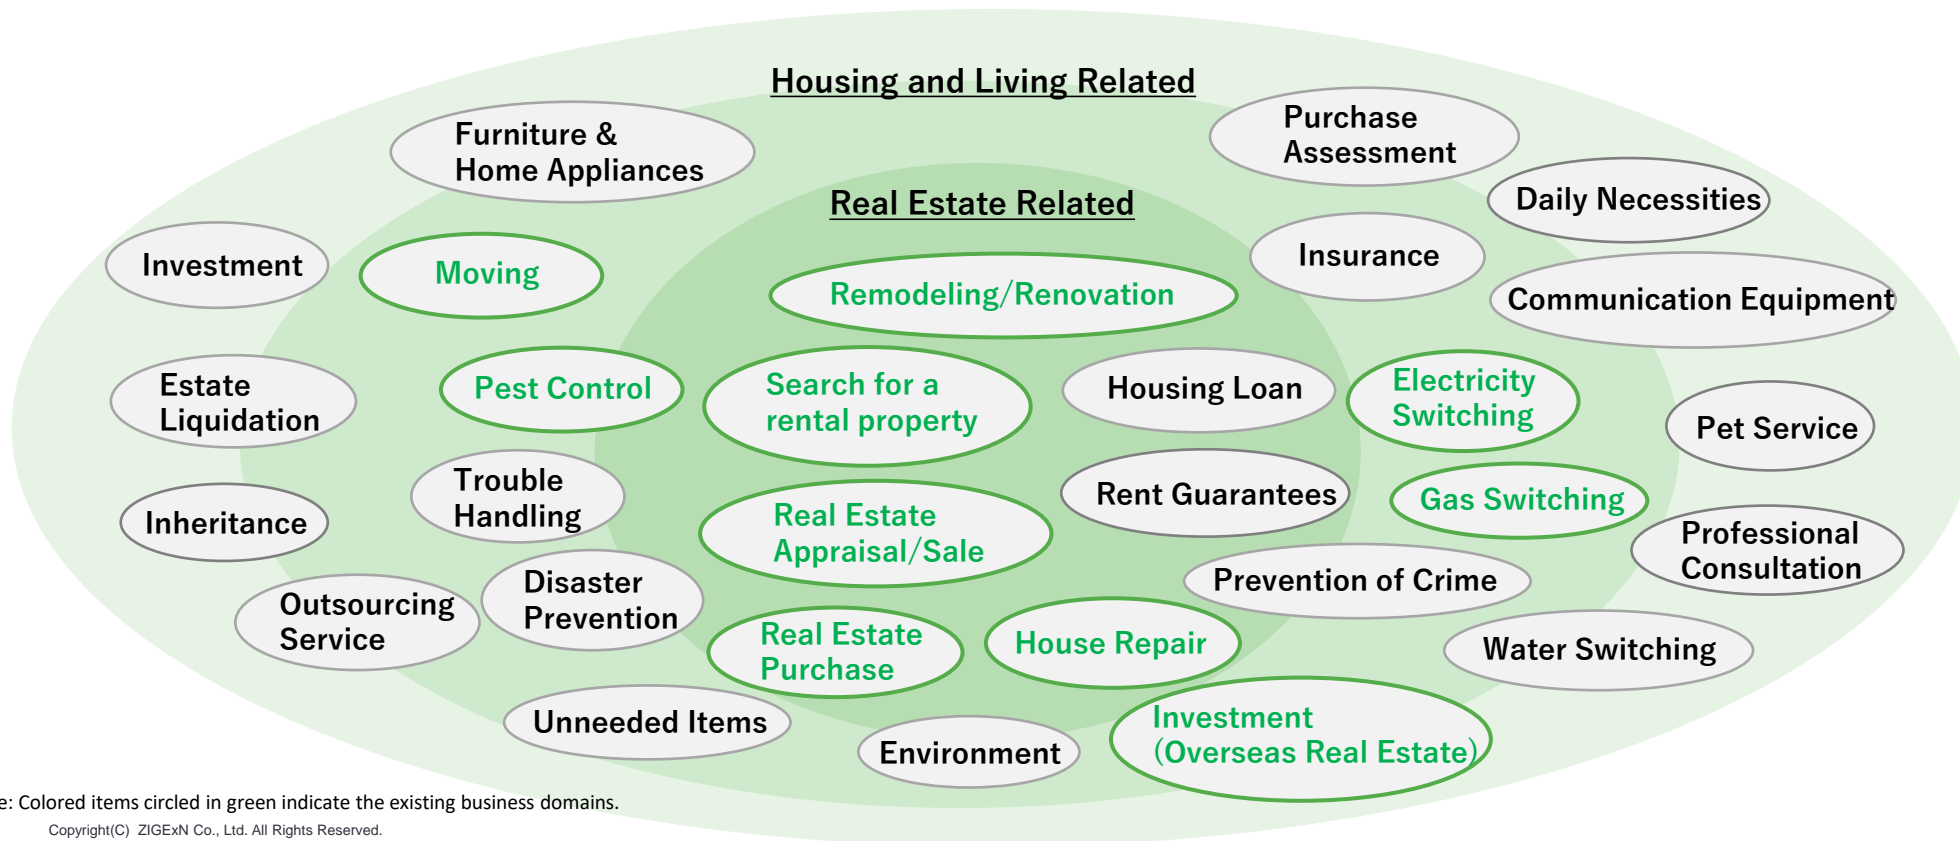 Housing and Living Related
Furniture &
Home Appliances
Purchase
Assessment
Daily Necessities
Real Estate Related
Investment
Moving
Insurance
Remodeling/Renovation
Communication Equipment
Estate
Liquidation
Pest Control
Search for a
rental property
Housing Loan
Electricity
Switching
Pet Service
Inheritance
Trouble
Handling
Real Estate
Appraisal/Sale
Rent Guarantees
Gas Switching
Professional
Consultation
Outsourcing
Service
Disaster
Prevention
Prevention of Crime
Real Estate
Purchase
House Repair
Water Switching
Unneeded Items
Environment
Investment
(Overseas Real Estate)
e: Colored items circled in green indicate the existing business domains.
Copyright(C) ZIGExN Co., Ltd. All Rights Reserved.